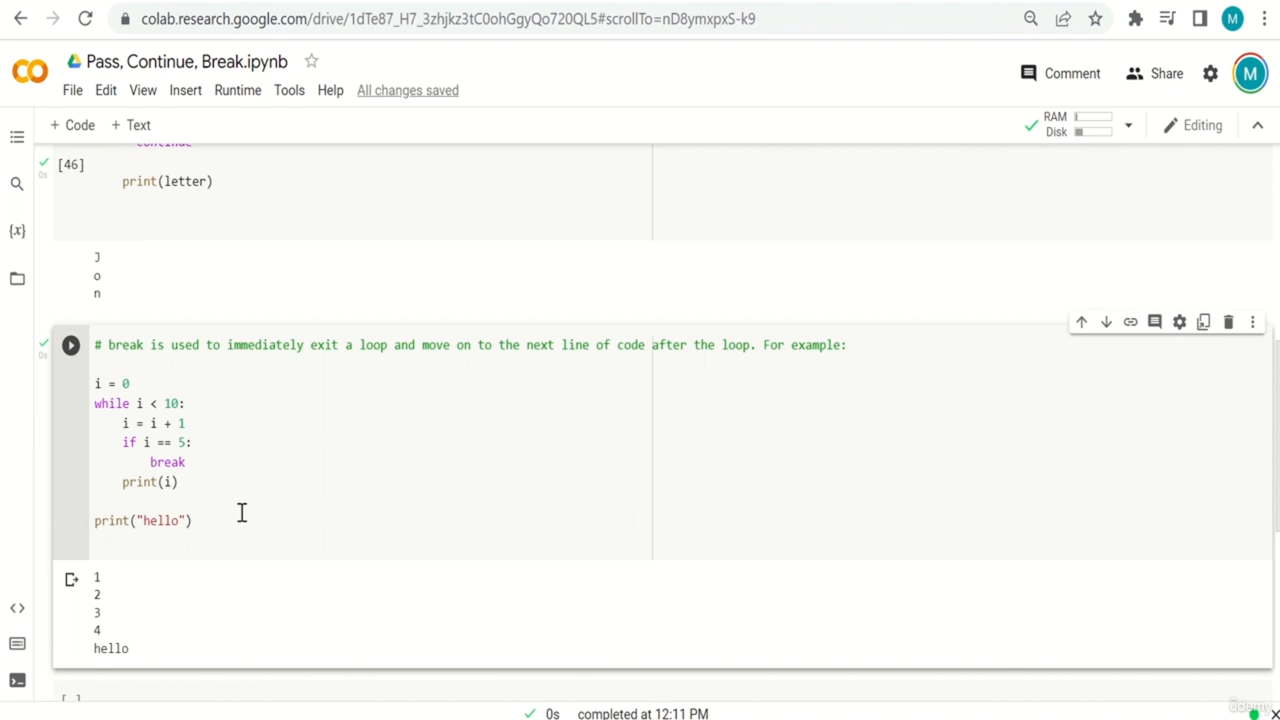 colab.research.google.com/drive/1dTe87_H7_3zhjkz3tC0ohGgyQo720QL5#scrollTo=nD8ymxpxS-k9
M
CO
Pass, Continue, Break.ipynb
File Edit View Insert Runtime Tools Help All changes saved
Comment
Share
M
+ Code + Text
RAM
Disk
Editing
continue
[46]
0s
print(letter)
J
o
n
0s
# break is used to immediately exit a loop and move on to the next line of code after the loop. For example:
i = 0
while i < 10:
    i = i + 1
    if i == 5:
        break
    print(i)
print("hello")
1
2
3
4
hello
{x}
[ ]
0s completed at 12:11 PM
ûdemy